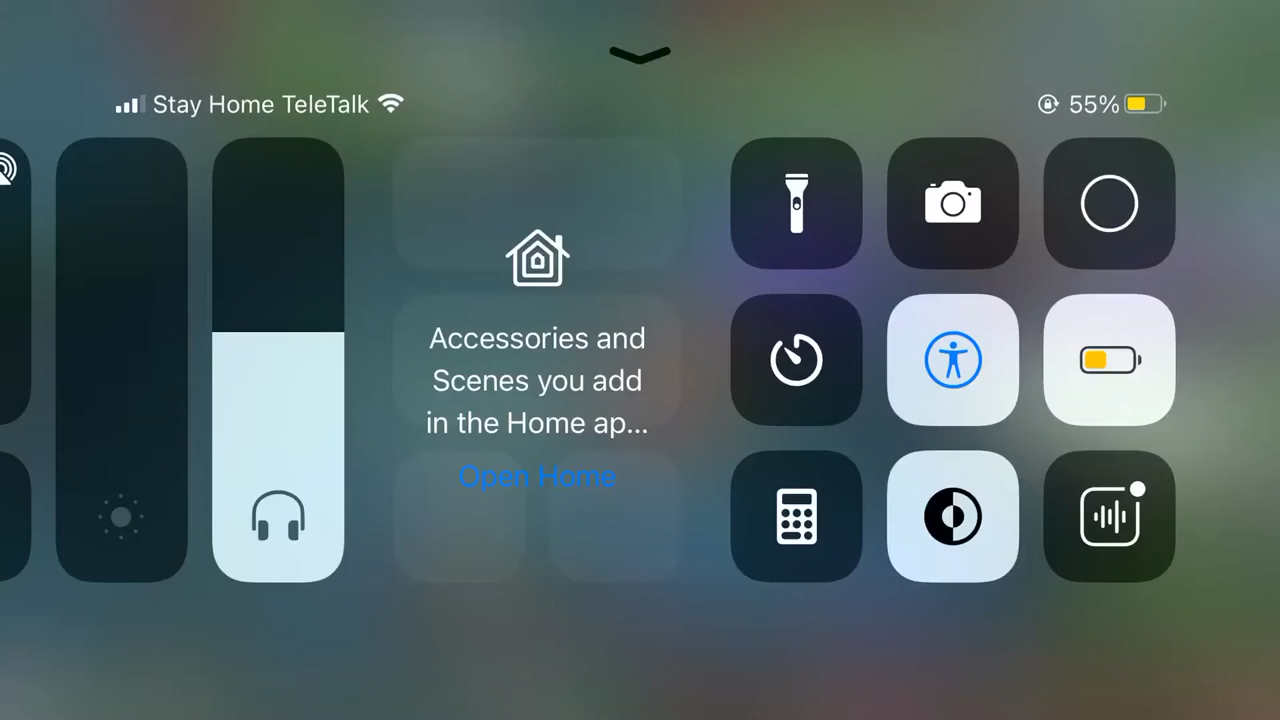 Stay Home TeleTalk
55%
Accessories and
Scenes you add
in the Home ap...
Open Home